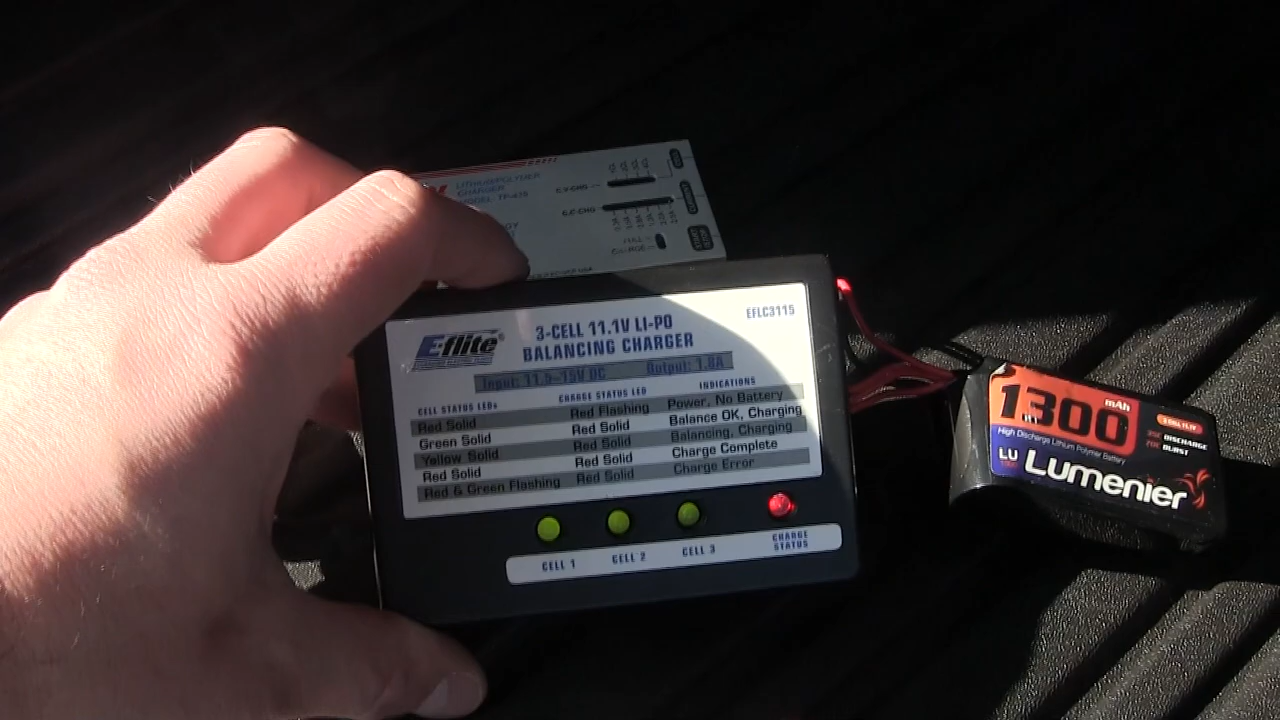 LITHIUM POLYMER
CHARGER
E-flite®
3-CELL 11.1V LI-PO
BALANCING CHARGER
EFLC3115
Input: 11.5-15V DC Output: 1.8A
CELL STATUS LEDs CHARGE STATUS LED INDICATIONS
Red Solid Red Flashing Power, No Battery
Green Solid Red Solid Balance OK, Charging
Yellow Solid Red Solid Balancing, Charging
Red Solid Red Solid Charge Complete
Red & Green Flashing Red Solid Charge Error
CELL 1 CELL 2 CELL 3 CHARGE
STATUS
1300 mAh
High Discharge Lithium Polymer Battery
DISCHARGE
BURST
LU
Lumenier